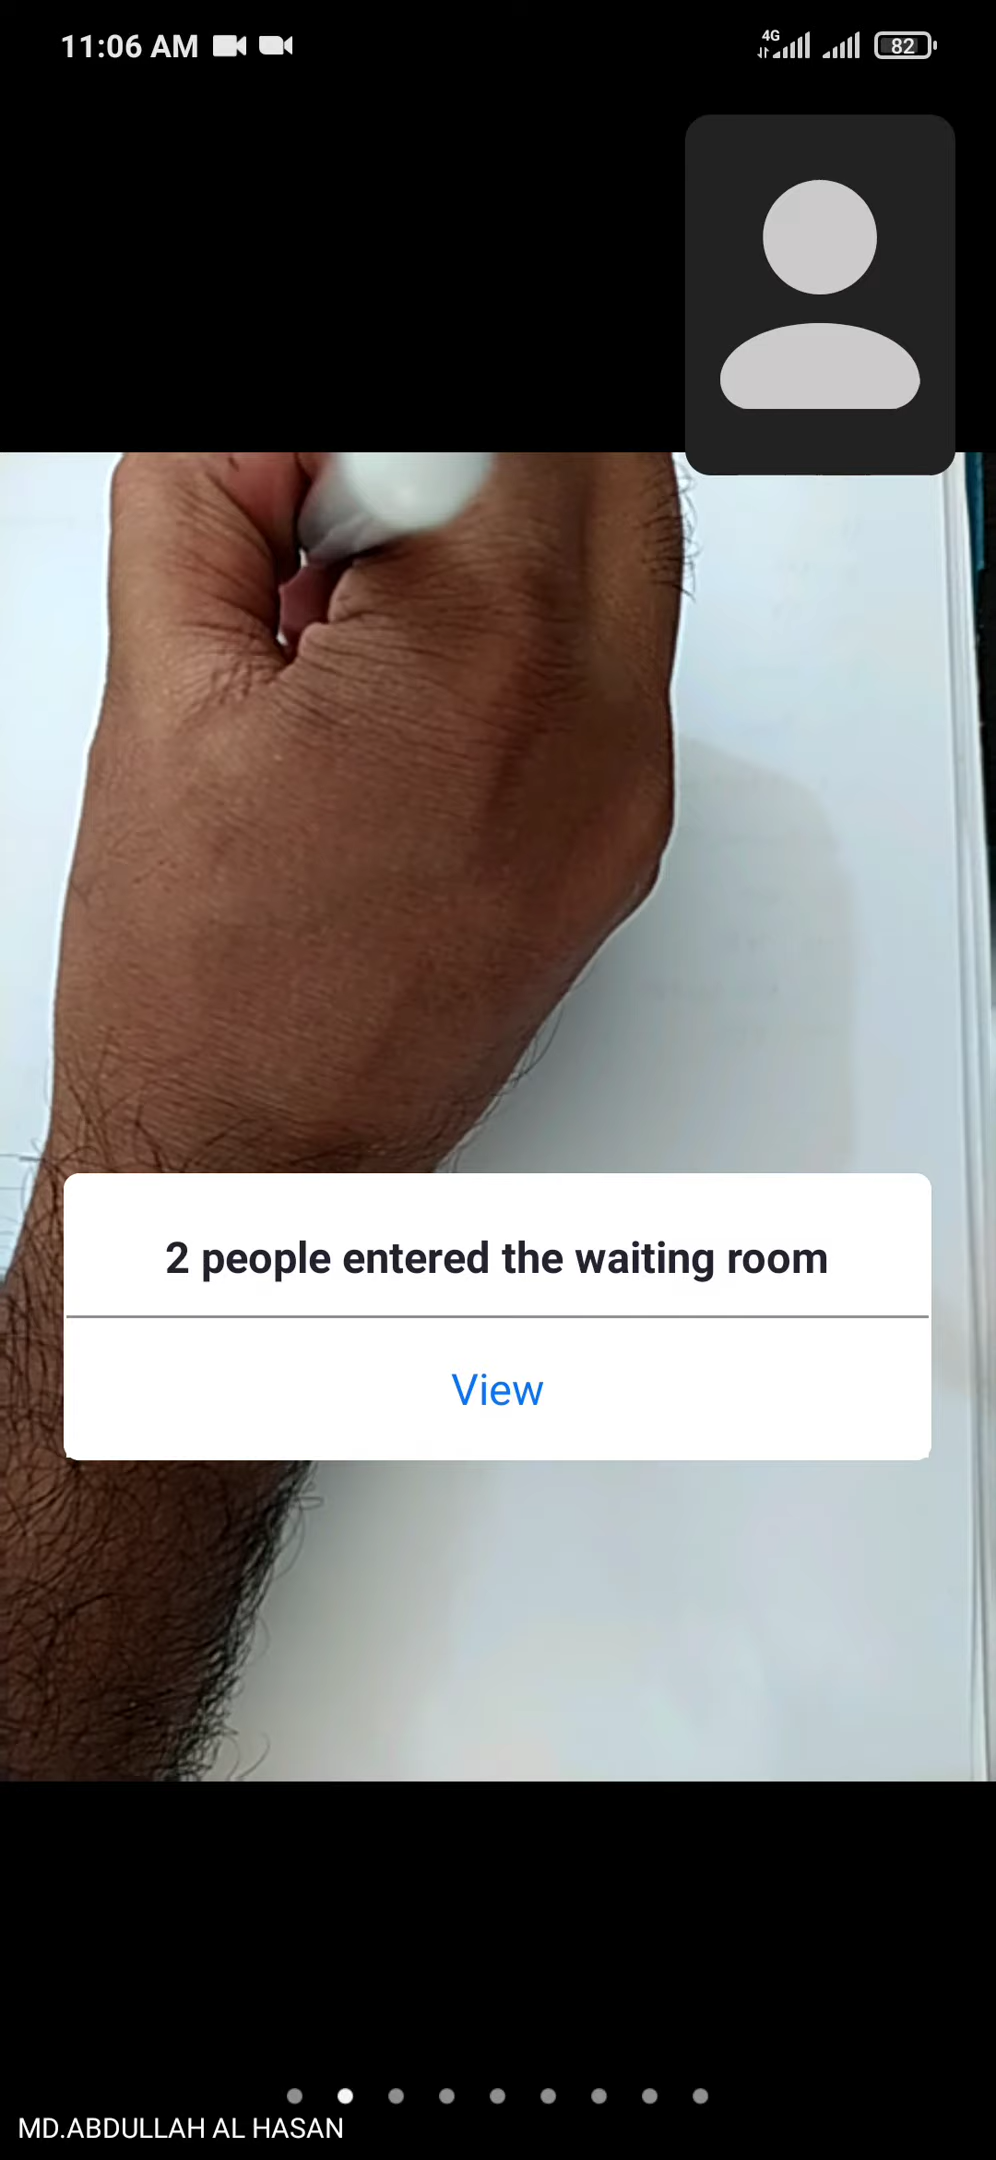 11:06 AM
4G
82
2 people entered the waiting room
View
MD.ABDULLAH AL HASAN